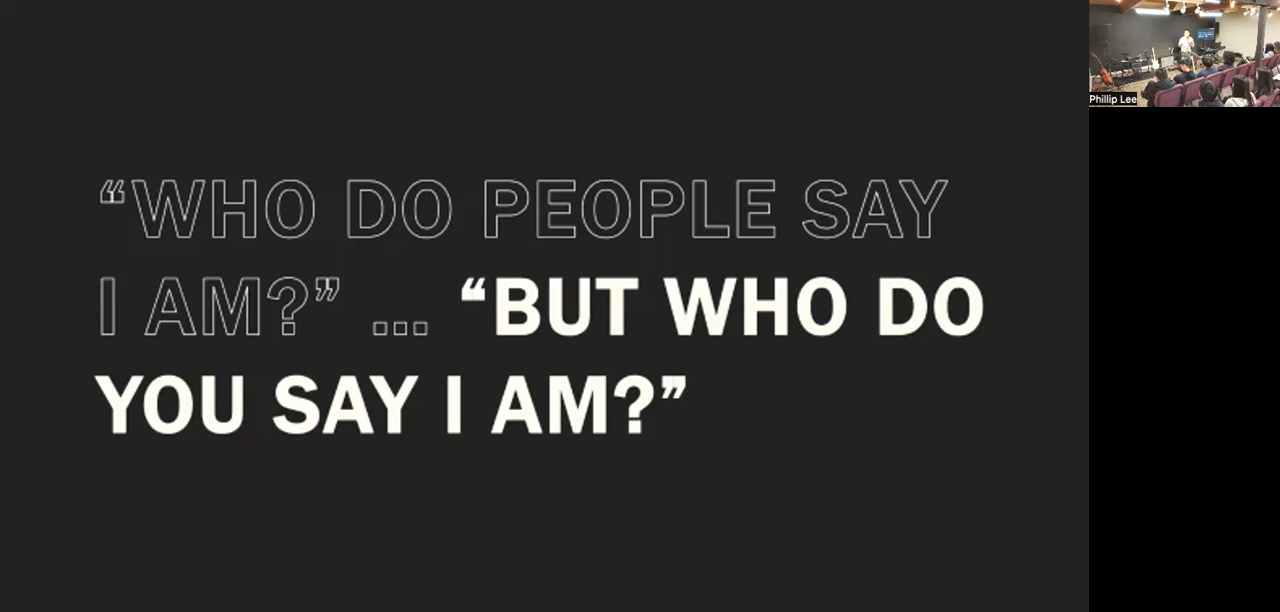 “WHO DO PEOPLE SAY
I AM?” ... “BUT WHO DO
YOU SAY I AM?”
Phillip Lee